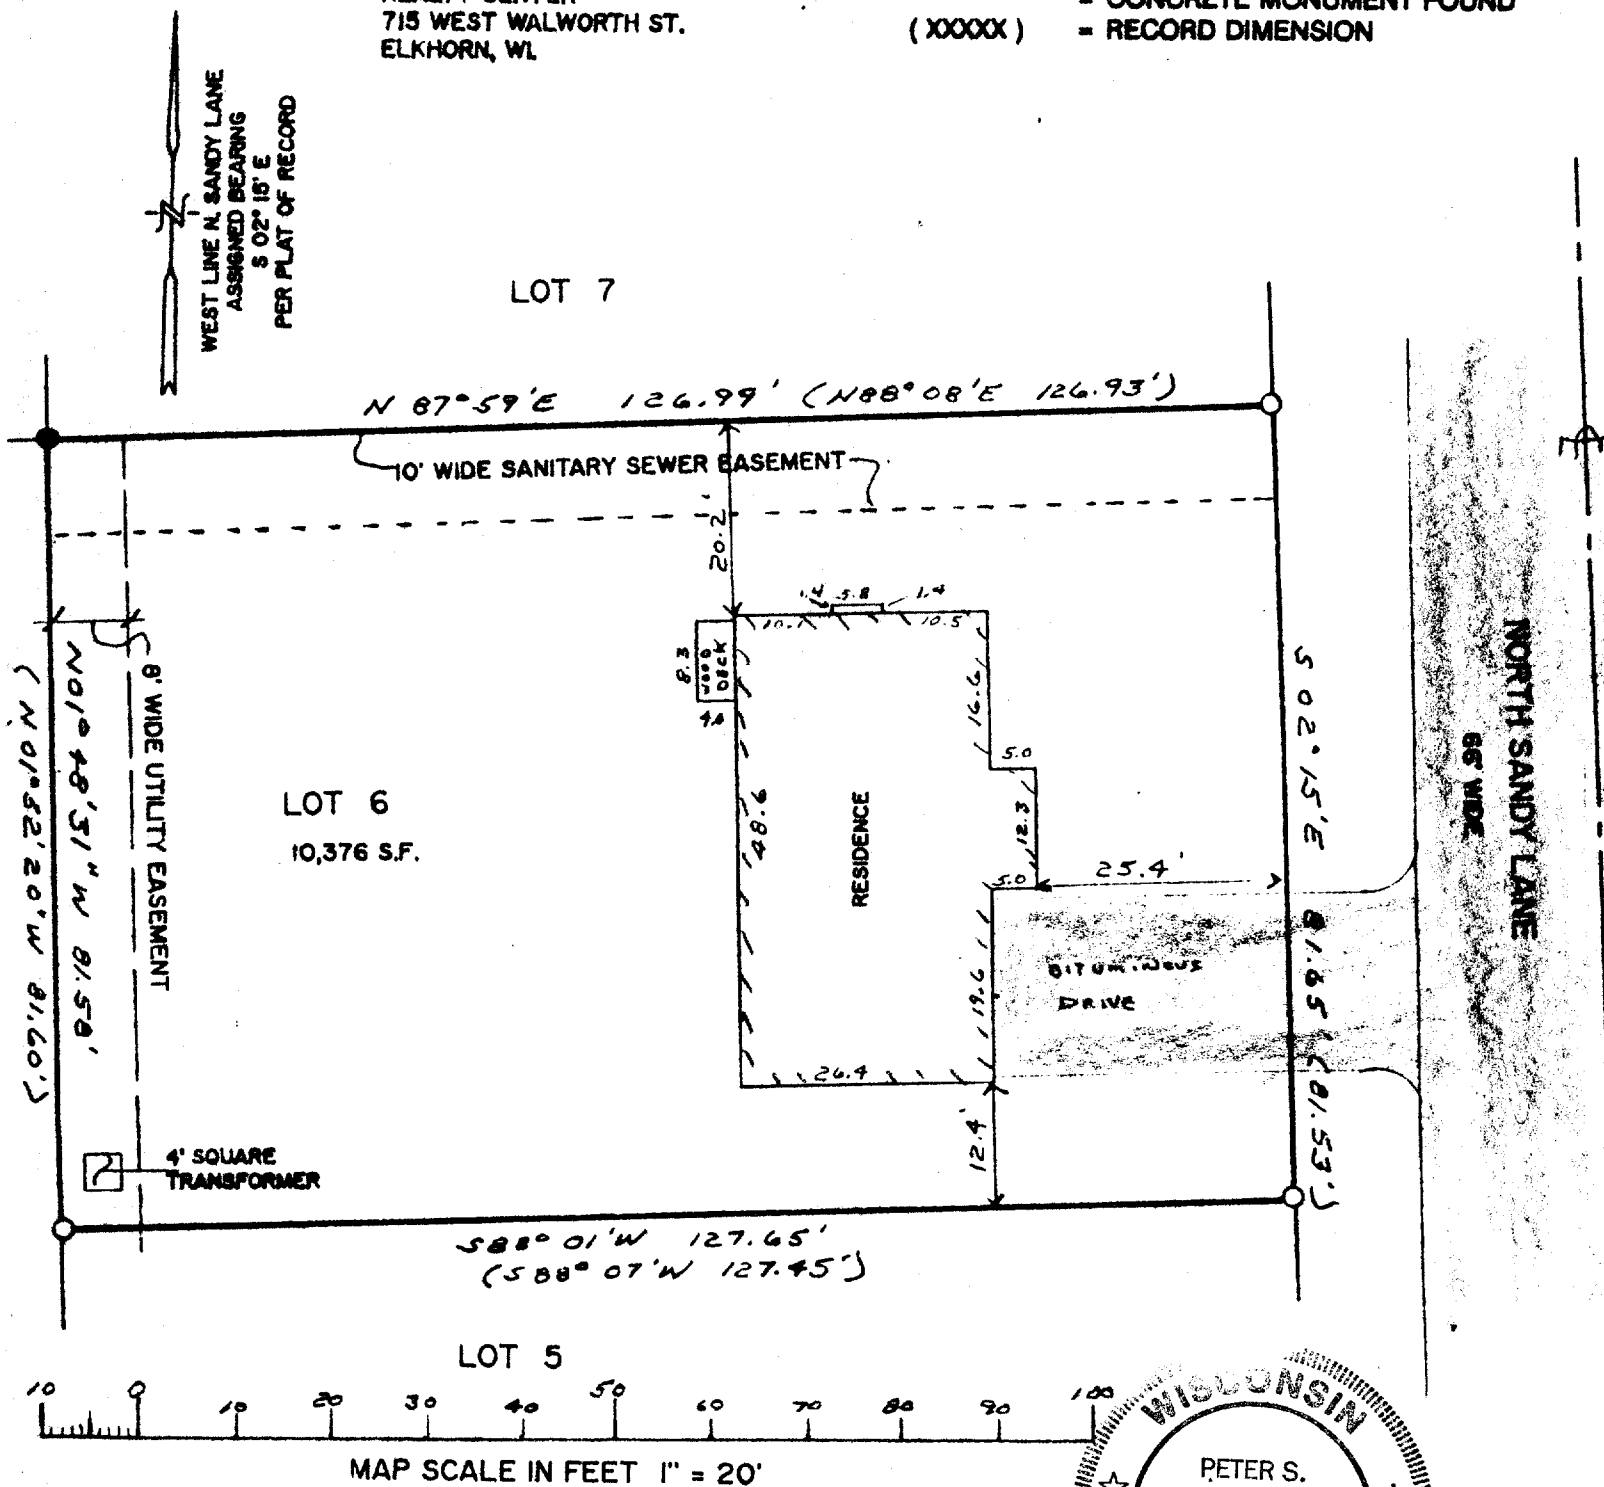 715 WEST WALWORTH ST.
ELKHORN, WI.
= CONCRETE MONUMENT FOUND
(XXXXX) = RECORD DIMENSION
WEST LINE N. SANDY LANE
ASSIGNED BEARING
S 02° 15' E
PER PLAT OF RECORD
LOT 7
N 87°59'E 126.99' (N88°08'E 126.93')
10' WIDE SANITARY SEWER EASEMENT
20.2'
1.4 5.8 1.4
10.1 10.5
8.3
WOOD
DECK
4.0
16.6
5.0
12.3
5.0
25.4'
48.6
RESIDENCE
19.6
26.4
12.4'
BITUMINOUS
DRIVE
LOT 6
10,376 S.F.
8' WIDE UTILITY EASEMENT
N01°48'31"W 81.58'
(N01°52'20"W 81.60')
S 02°15'E 81.65' (81.53')
NORTH SANDY LANE
66' WIDE
4' SQUARE
TRANSFORMER
S88°01'W 127.65'
(S88°07'W 127.45')
LOT 5
10 0 10 20 30 40 50 60 70 80 90 100
MAP SCALE IN FEET 1" = 20'
WISCONSIN
PETER S.